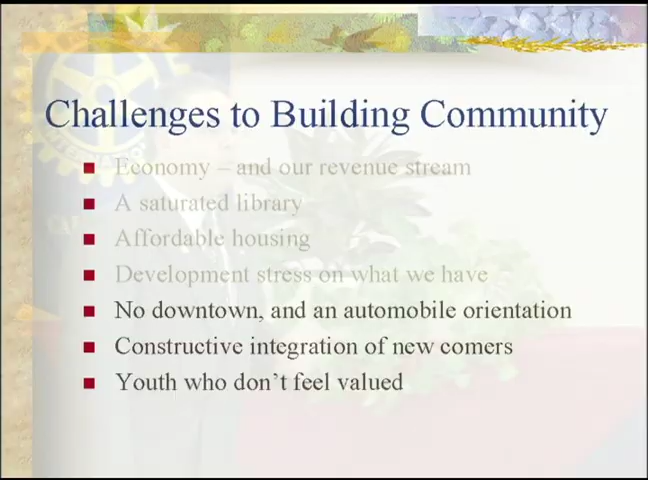 Challenges to Building Community
Economy – and our revenue stream
A saturated library
Affordable housing
Development stress on what we have
No downtown, and an automobile orientation
Constructive integration of new comers
Youth who don't feel valued